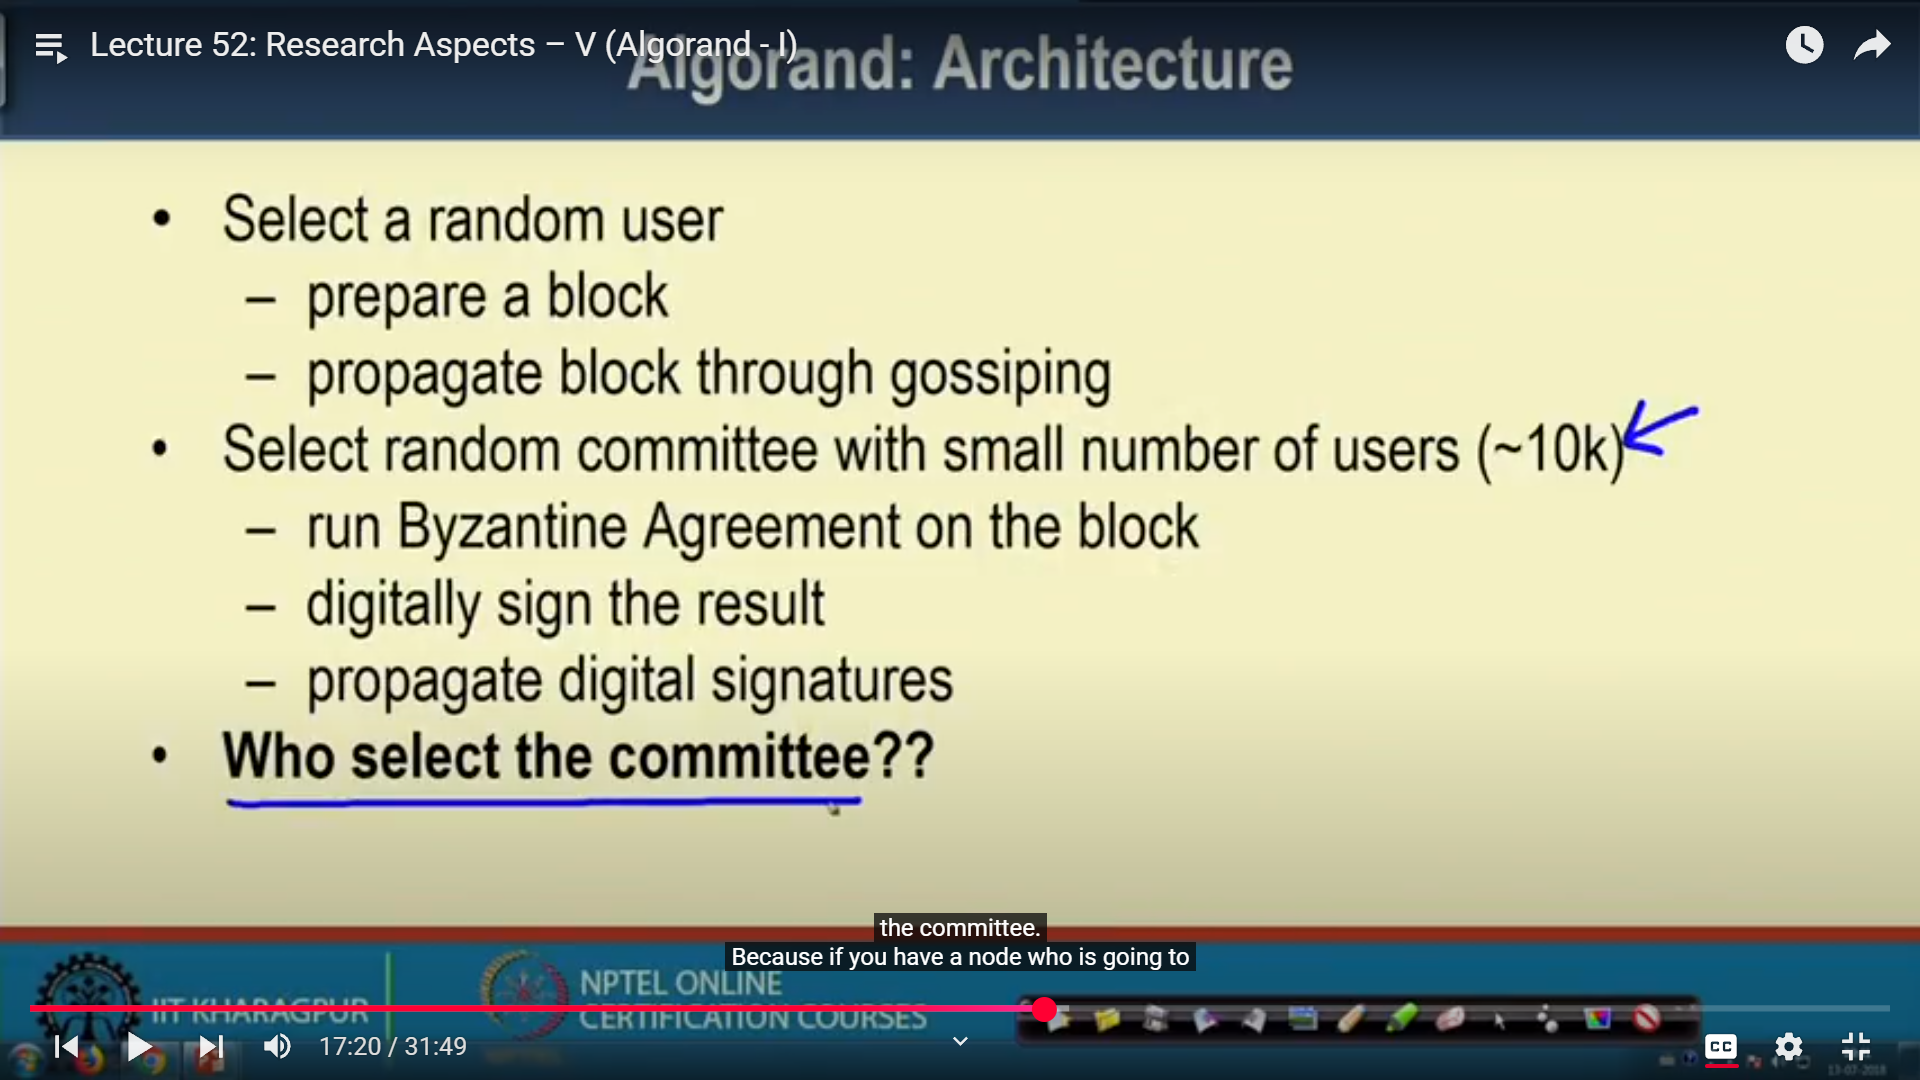 Lecture 52: Research Aspects – V (Algorand - I)
Algorand: Architecture
• Select a random user
– prepare a block
– propagate block through gossiping
• Select random committee with small number of users (~10k)
– run Byzantine Agreement on the block
– digitally sign the result
– propagate digital signatures
• Who select the committee??
the committee.
Because if you have a node who is going to
IIT KHARAGPUR
NPTEL ONLINE
CERTIFICATION COURSES
17:20 / 31:49
CC
13-07-2018